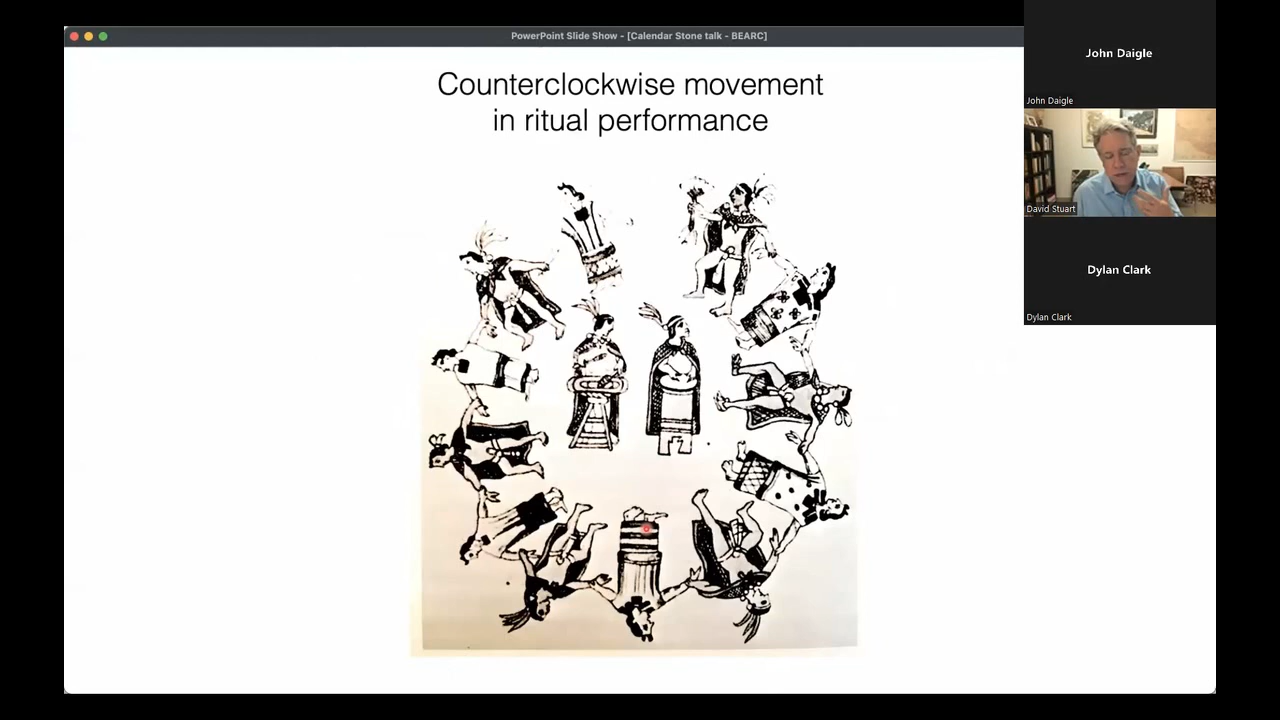 PowerPoint Slide Show - [Calendar Stone talk - BEARC]
Counterclockwise movement
in ritual performance
John Daigle
John Daigle
David Stuart
Dylan Clark
Dylan Clark